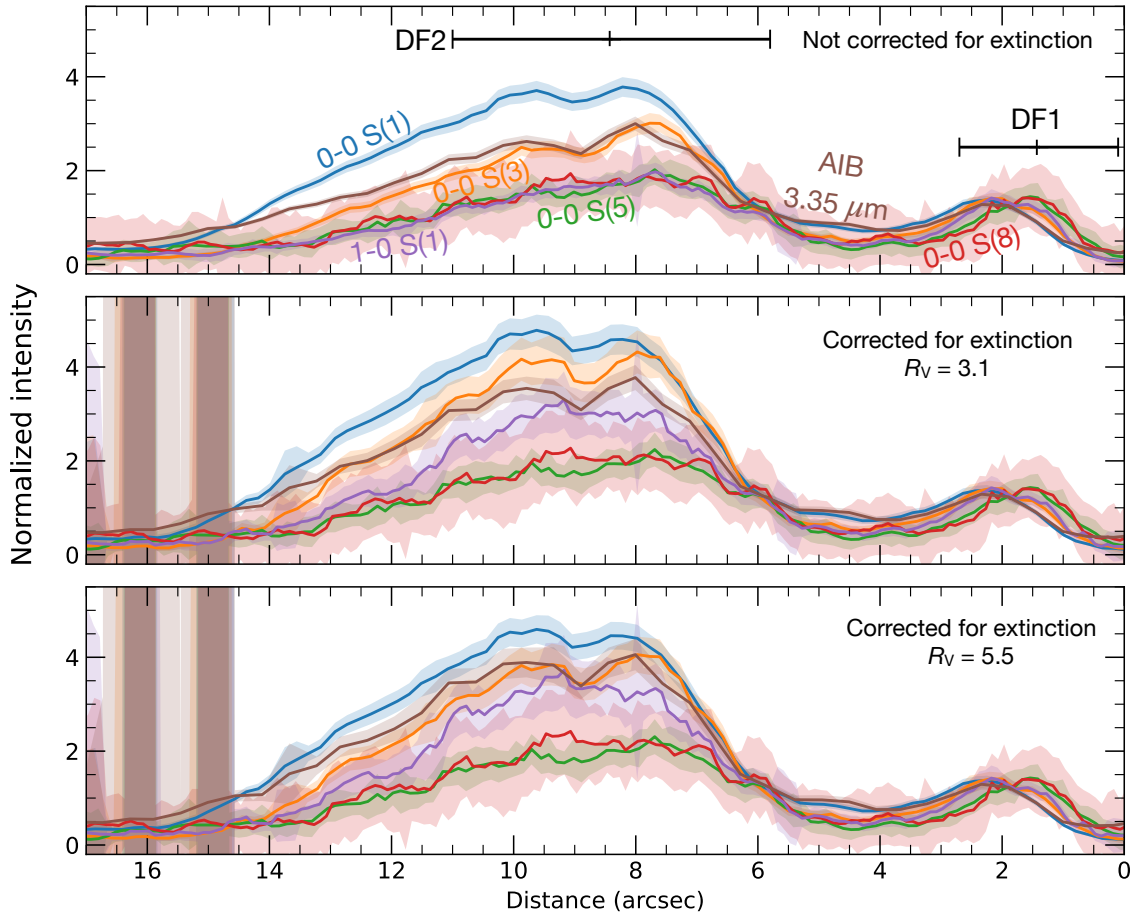 DF2
Not corrected for extinction
4
DF1
0-0 S(1)
AIB
2
0-0 S(3)
3.35 μm
0-0 S(5)
0-0 S(8)
1-0 S(1)
0
Normalized intensity
Corrected for extinction
4
R_V = 3.1
2
0
Corrected for extinction
4
R_V = 5.5
2
0
16 14 12 10 8 6 4 2 0
Distance (arcsec)